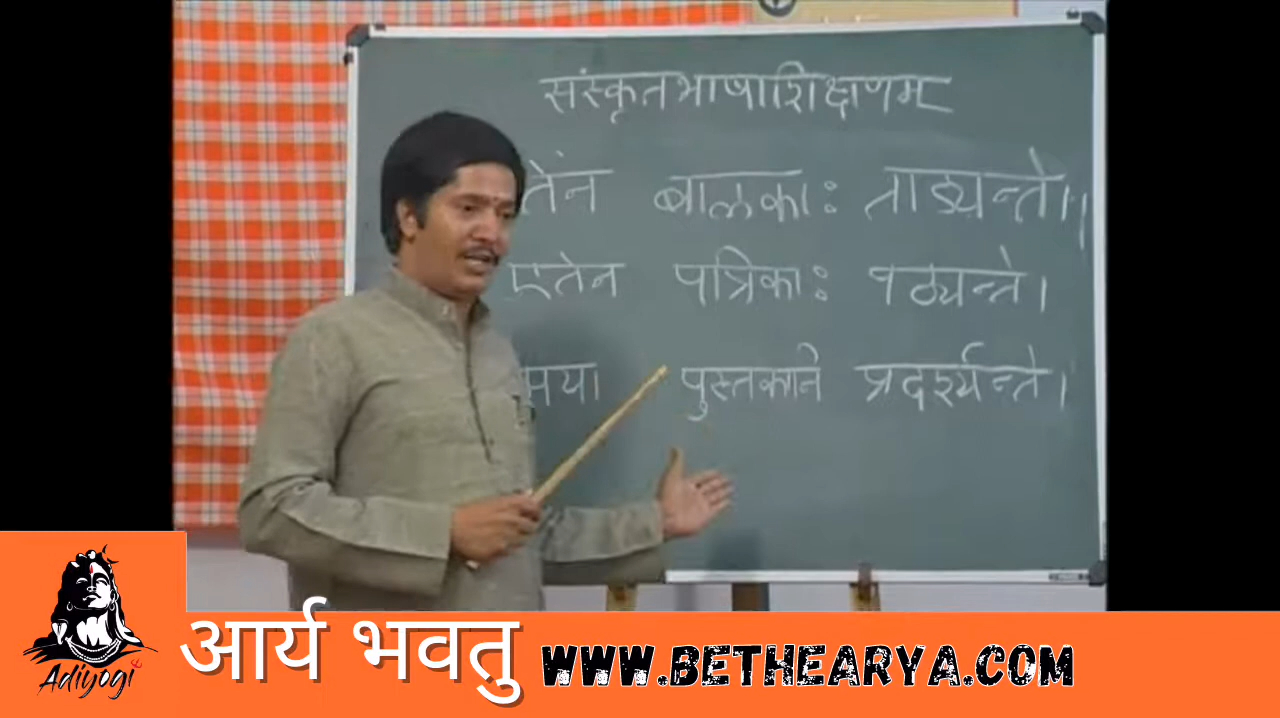 संस्कृतभाषाशिक्षणम्
तेन बालकाः ताड्यन्ते।
एतेन पत्रिकाः पठ्यन्ते।
मया पुस्तकानि प्रदर्श्यन्ते।
Adiyogi
आर्य भवतु WWW.BETHEARYA.COM